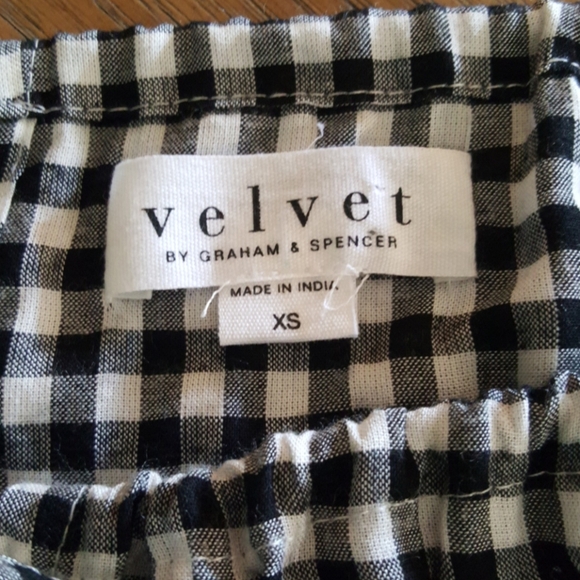 velvet
BY GRAHAM & SPENCER
MADE IN INDIA
XS